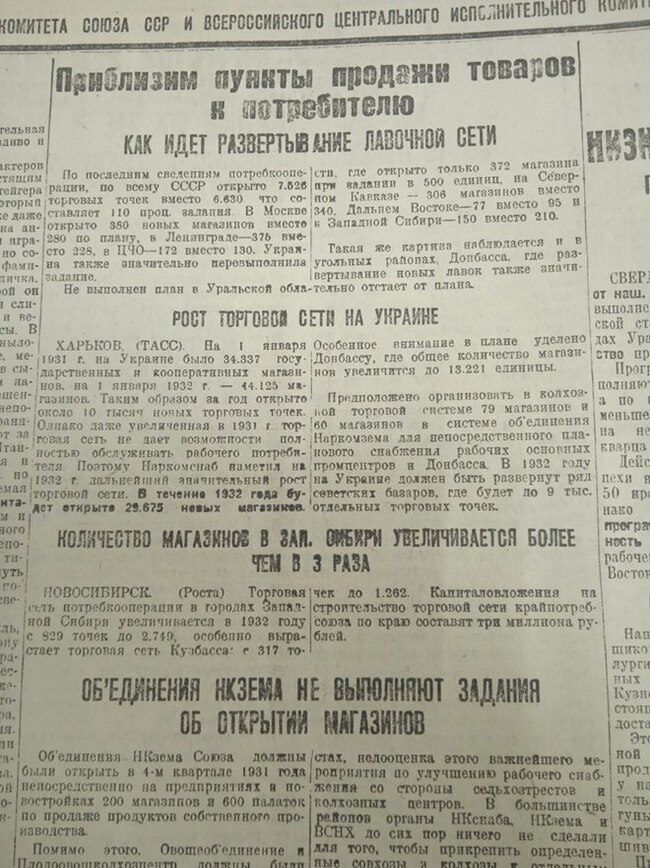 КОМИТЕТА СОЮЗА ССР И ВСЕРОССИЙСКОГО ЦЕНТРАЛЬНОГО ИСПОЛНИТЕЛЬНОГО КОМИТ
Приблизим пункты продажи товаров
к потребителю
КАК ИДЕТ РАЗВЕРТЫВАНИЕ ЛАВОЧНОЙ СЕТИ
По последним сведениям потребкоопе-
рации, по всему СССР открыто 7.526
торговых точек вместо 6.630, что со-
ставляет 110 проц. задания. В Москве
открыто 380 новых магазинов вместо
280 по плану, в Ленинграде—375 вме-
сто 228, в ЦЧО—172 вместо 130. Украи-
на также значительно перевыполнила
задание.
Не выполнен план в Уральской обла-
сти, где открыто только 372 магазина
при задании в 500 единиц, на Север-
ном Кавказе — 306 магазинов вместо
340. Дальнем Востоке—77 вместо 95 и
в Западной Сибири—150 вместо 210.
Такая же картина наблюдается и в
угольных районах, Донбасса, где раз-
вертывание новых лавок также значи-
тельно отстает от плана.
РОСТ ТОРГОВОЙ СЕТИ НА УКРАИНЕ
ХАРЬКОВ, (ТАСС). На 1 января
1931 г. на Украине было 34.337 госу-
дарственных и кооперативных магази-
нов, на 1 января 1932 г. — 44.125 ма-
газинов. Таким образом за год открыто
около 10 тысяч новых торговых точек.
Однако даже увеличенная в 1931 г. тор-
говая сеть не дает возможности пол-
ностью обслуживать рабочего потреби-
теля. Поэтому Наркомснаб наметил на
1932 г. дальнейший значительный рост
торговой сети. В течение 1932 года бу-
дет открыто 29.675 новых магазинов.
Особенное внимание в плане уделено
Донбассу, где общее количество магази-
нов увеличится до 13.221 единицы.
Предположено организовать в колхоз-
ной торговой системе 79 магазинов и
60 магазинов в системе об'единения
Наркомзема для непосредственного пла-
нового снабжения рабочих основных
промцентров и Донбасса. В 1932 году
на Украине должны быть развернут ряд
советских базаров, где будет до 9 тыс.
отдельных торговых точек.
КОЛИЧЕСТВО МАГАЗИНОВ В ЗАП. СИБИРИ УВЕЛИЧИВАЕТСЯ БОЛЕЕ
ЧЕМ В 3 РАЗА
НОВОСИБИРСК. (Роста) Торговая
сеть потребкооперации в городах Запад-
ной Сибири увеличивается в 1932 году
с 829 точек до 2.749, особенно выра-
стает торговая сеть Кузбасса: с 317 то-
чек до 1.262. Капиталовложения на
строительство торговой сети крайпотреб-
союза по краю составят три миллиона ру-
блей.
ОБ'ЕДИНЕНИЯ НКЗЕМА НЕ ВЫПОЛНЯЮТ ЗАДАНИЯ
ОБ ОТКРЫТИИ МАГАЗИНОВ
Об'единения НКзема Союза должны
были открыть в 4-м квартале 1931 года
непосредственно на предприятиях и но-
востройках 200 магазинов и 600 палаток
по продаже продуктов собственного про-
изводства.
Помимо этого. Овощеоб'единение и
Плодоовощколхозцентр должны были
стах, недооценка этого важнейшего ме-
роприятия по улучшению рабочего снаб-
жения со стороны сельхозтрестов и
колхозных центров. В большинстве
районов органы НКснаба, НКзема и
ВСНХ до сих пор ничего не сделали
для того, чтобы прикрепить определен-
ные совхозы и колхозы к отдельным